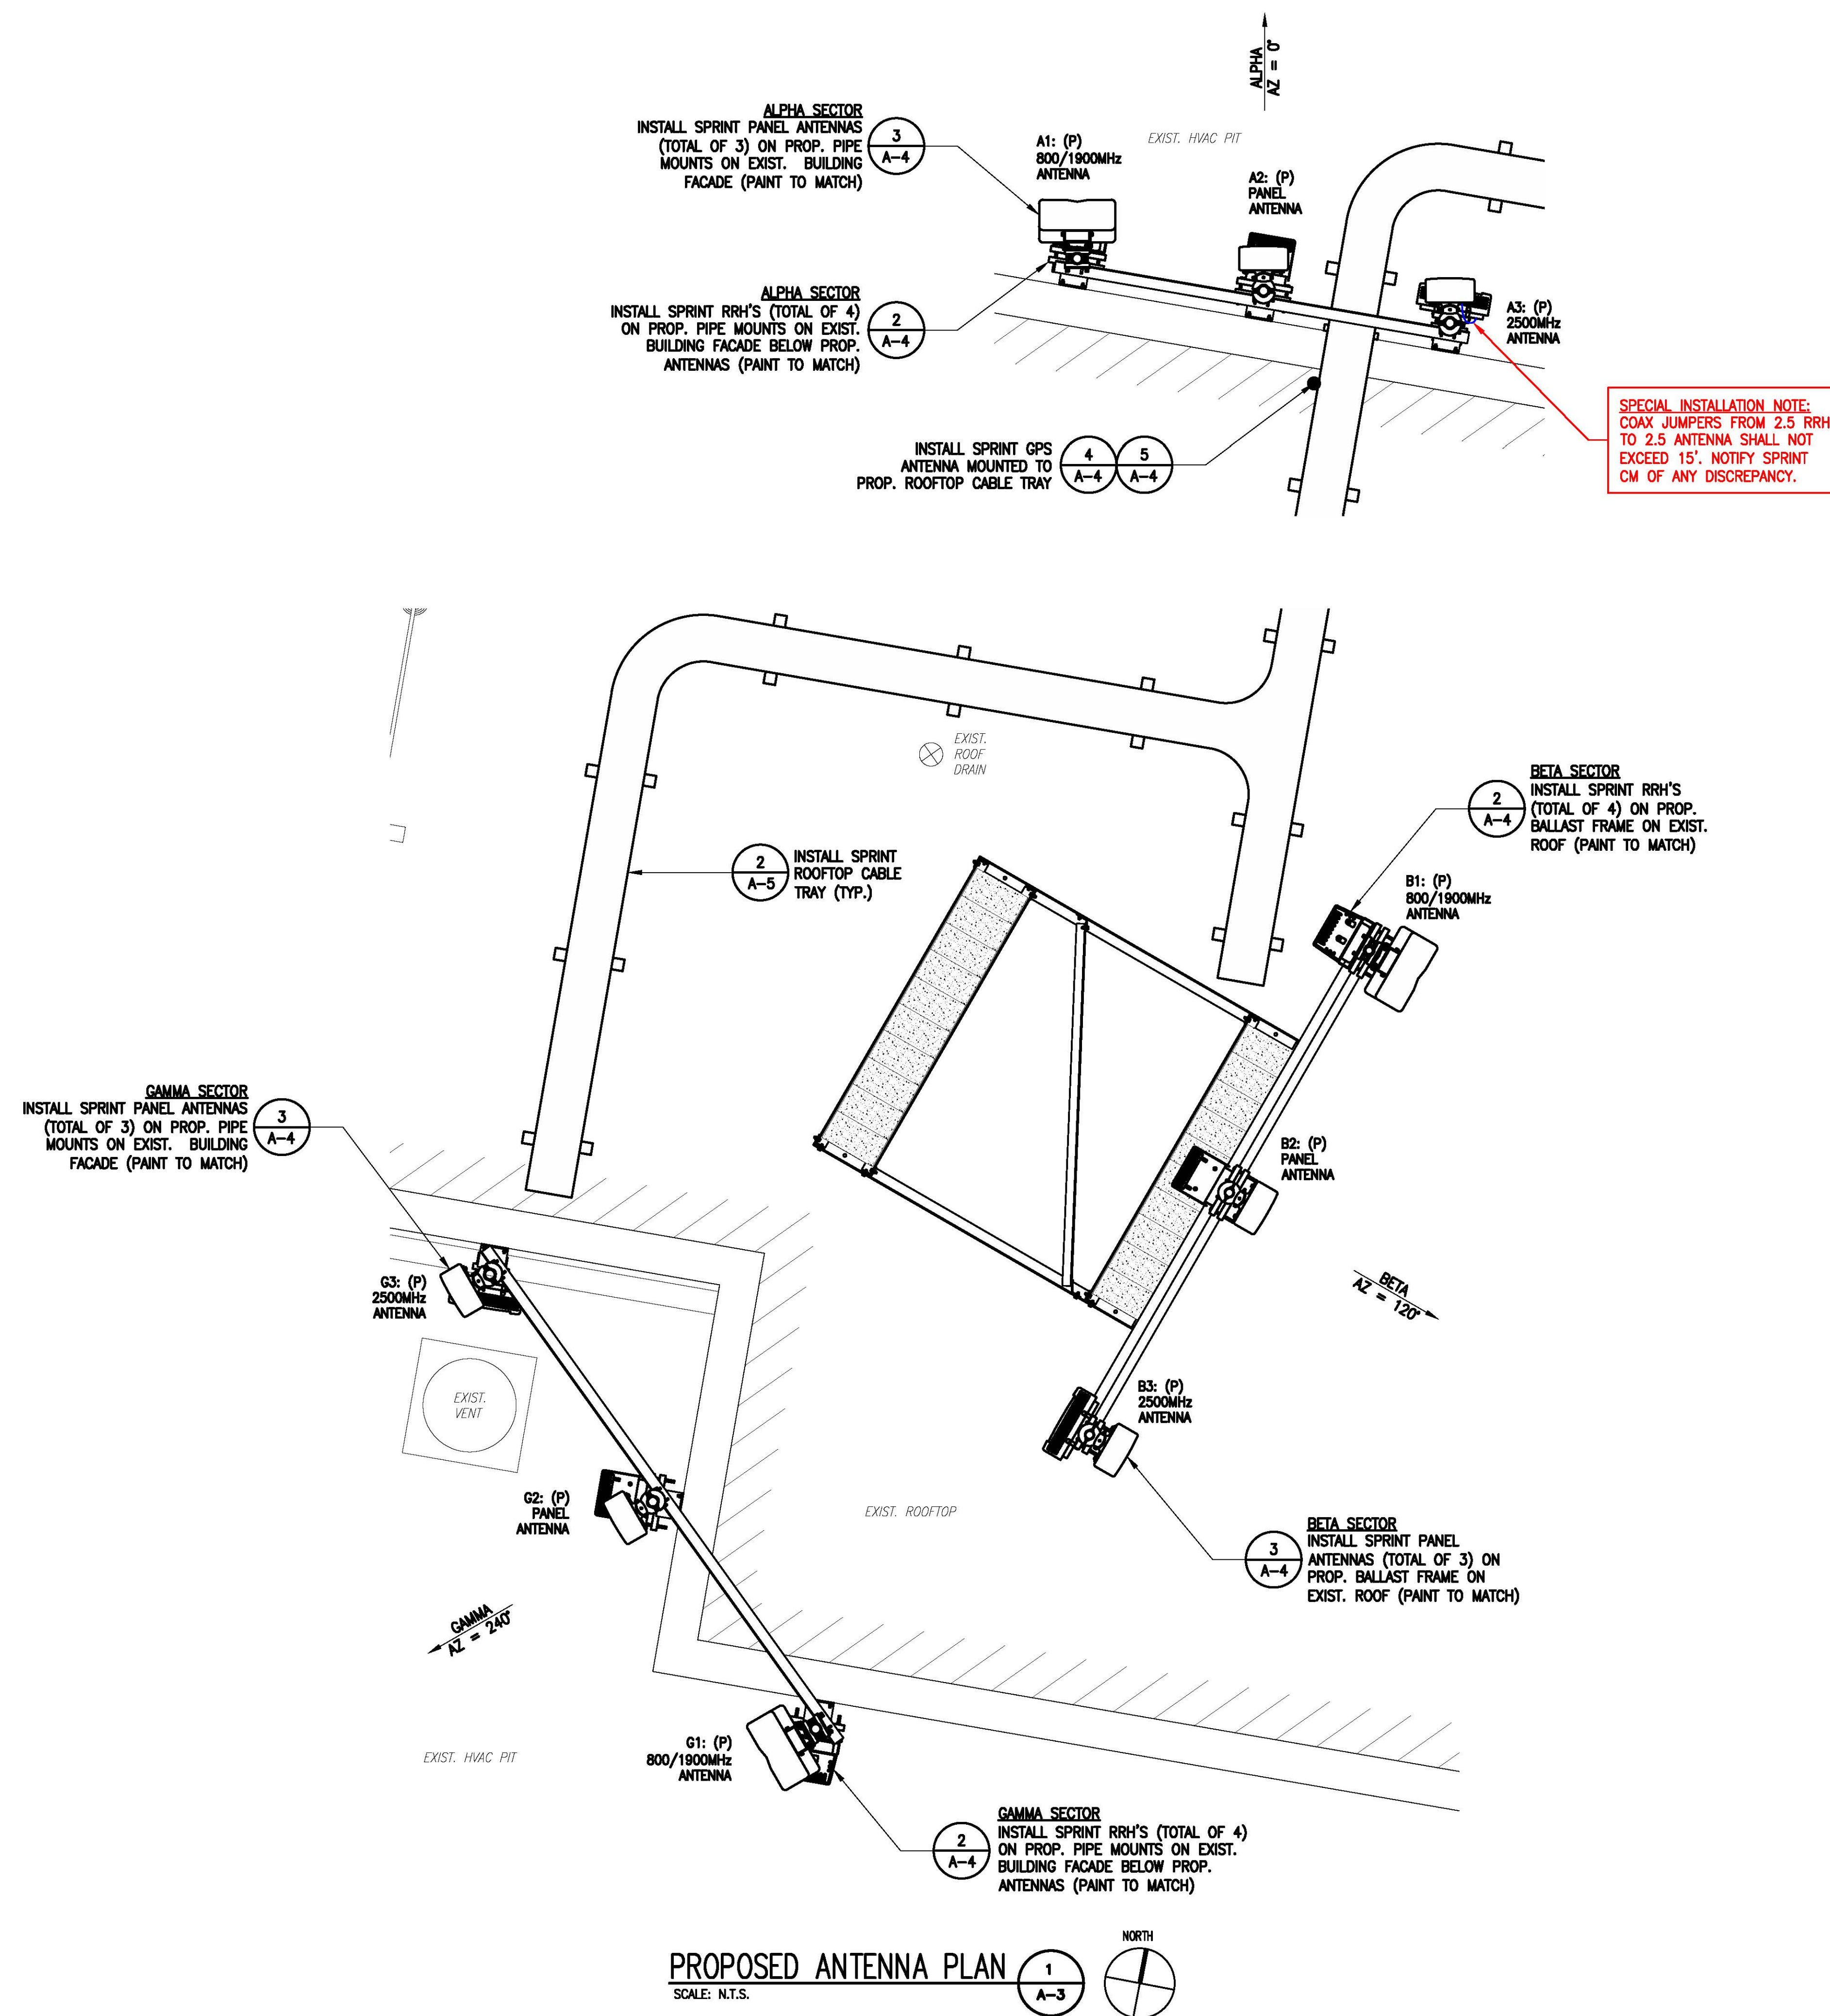 ALPHA
AZ = 0°
ALPHA SECTOR
INSTALL SPRINT PANEL ANTENNAS
(TOTAL OF 3) ON PROP. PIPE
MOUNTS ON EXIST. BUILDING
FACADE (PAINT TO MATCH)
3
A-4
A1: (P)
800/1900MHz
ANTENNA
EXIST. HVAC PIT
A2: (P)
PANEL
ANTENNA
ALPHA SECTOR
INSTALL SPRINT RRH'S (TOTAL OF 4)
ON PROP. PIPE MOUNTS ON EXIST.
BUILDING FACADE BELOW PROP.
ANTENNAS (PAINT TO MATCH)
2
A-4
A3: (P)
2500MHz
ANTENNA
SPECIAL INSTALLATION NOTE:
COAX JUMPERS FROM 2.5 RRH
TO 2.5 ANTENNA SHALL NOT
EXCEED 15'. NOTIFY SPRINT
CM OF ANY DISCREPANCY.
INSTALL SPRINT GPS
ANTENNA MOUNTED TO
PROP. ROOFTOP CABLE TRAY
4
A-4
5
A-4
EXIST.
ROOF
DRAIN
2
A-4
BETA SECTOR
INSTALL SPRINT RRH'S
(TOTAL OF 4) ON PROP.
BALLAST FRAME ON EXIST.
ROOF (PAINT TO MATCH)
2
A-5
INSTALL SPRINT
ROOFTOP CABLE
TRAY (TYP.)
B1: (P)
800/1900MHz
ANTENNA
GAMMA SECTOR
INSTALL SPRINT PANEL ANTENNAS
(TOTAL OF 3) ON PROP. PIPE
MOUNTS ON EXIST. BUILDING
FACADE (PAINT TO MATCH)
3
A-4
B2: (P)
PANEL
ANTENNA
G3: (P)
2500MHz
ANTENNA
BETA
AZ = 120°
EXIST.
VENT
B3: (P)
2500MHz
ANTENNA
G2: (P)
PANEL
ANTENNA
EXIST. ROOFTOP
3
A-4
BETA SECTOR
INSTALL SPRINT PANEL
ANTENNAS (TOTAL OF 3) ON
PROP. BALLAST FRAME ON
EXIST. ROOF (PAINT TO MATCH)
GAMMA
AZ = 240°
EXIST. HVAC PIT
G1: (P)
800/1900MHz
ANTENNA
2
A-4
GAMMA SECTOR
INSTALL SPRINT RRH'S (TOTAL OF 4)
ON PROP. PIPE MOUNTS ON EXIST.
BUILDING FACADE BELOW PROP.
ANTENNAS (PAINT TO MATCH)
PROPOSED ANTENNA PLAN
SCALE: N.T.S.
1
A-3
NORTH